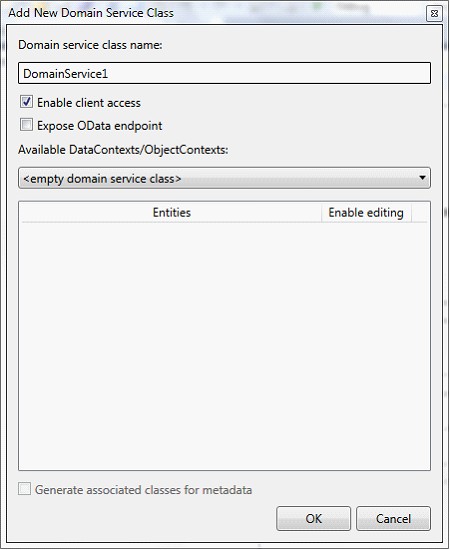 Add New Domain Service Class
Domain service class name:
DomainService1
Enable client access
Expose OData endpoint
Available DataContexts/ObjectContexts:
<empty domain service class>
Entities Enable editing
Generate associated classes for metadata
OK Cancel